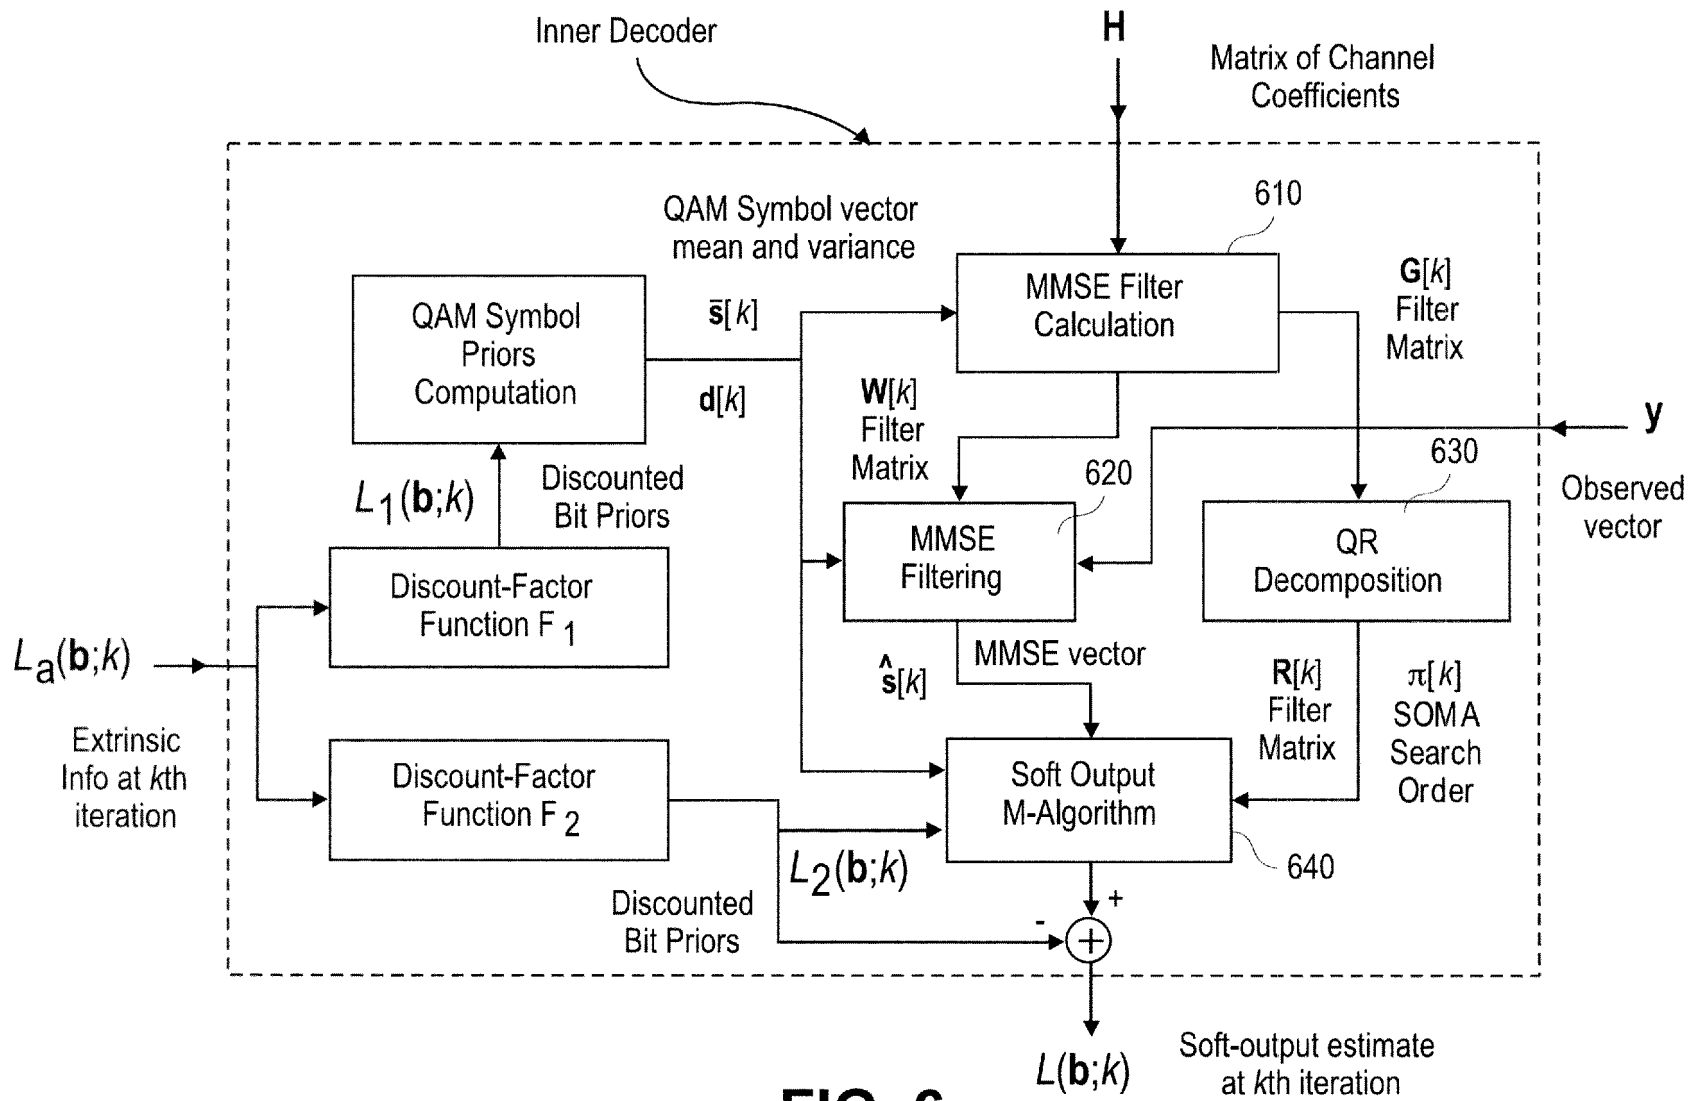 Inner Decoder
H
Matrix of Channel
Coefficients
610
QAM Symbol vector
mean and variance
MMSE Filter
Calculation
G[k]
Filter
Matrix
QAM Symbol
Priors
Computation
s̄[k]
d[k]
W[k]
Filter
Matrix
y
Observed
vector
630
620
L1(b;k)
Discounted
Bit Priors
MMSE
Filtering
QR
Decomposition
Discount-Factor
Function F 1
La(b;k)
Extrinsic
Info at kth
iteration
MMSE vector
ŝ[k]
R[k]
Filter
Matrix
π[k]
SOMA
Search
Order
Discount-Factor
Function F 2
Soft Output
M-Algorithm
640
L2(b;k)
Discounted
Bit Priors
+
-
+
L(b;k)
Soft-output estimate
at kth iteration